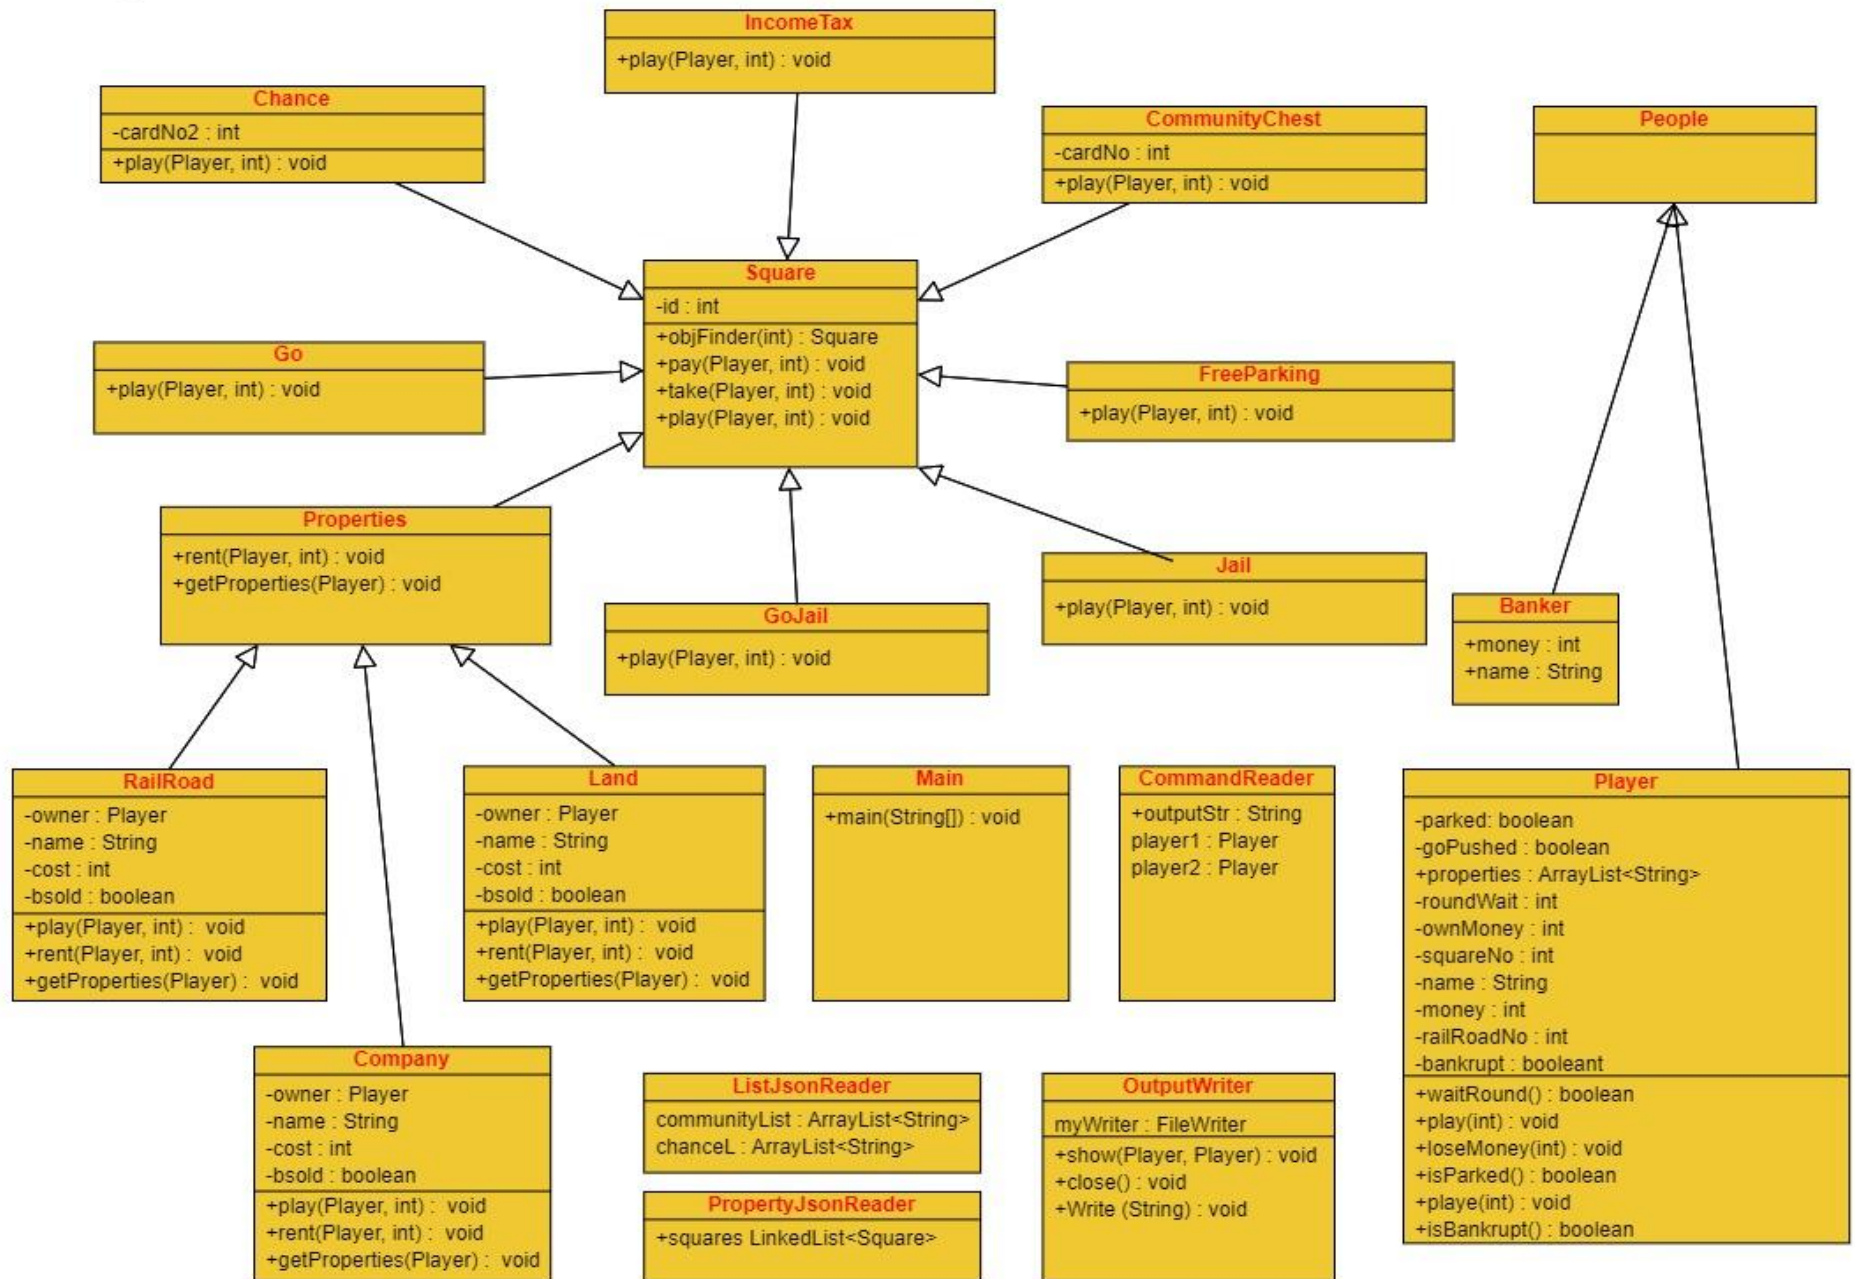 IncomeTax
+play(Player, int) : void
Chance
-cardNo2 : int
+play(Player, int) : void
CommunityChest
-cardNo : int
+play(Player, int) : void
People
Square
-id : int
+objFinder(int) : Square
+pay(Player, int) : void
+take(Player, int) : void
+play(Player, int) : void
Go
+play(Player, int) : void
FreeParking
+play(Player, int) : void
Properties
+rent(Player, int) : void
+getProperties(Player) : void
GoJail
+play(Player, int) : void
Jail
+play(Player, int) : void
Banker
+money : int
+name : String
RailRoad
-owner : Player
-name : String
-cost : int
-bsold : boolean
+play(Player, int) : void
+rent(Player, int) : void
+getProperties(Player) : void
Land
-owner : Player
-name : String
-cost : int
-bsold : boolean
+play(Player, int) : void
+rent(Player, int) : void
+getProperties(Player) : void
Main
+main(String[]) : void
CommandReader
+outputStr : String
player1 : Player
player2 : Player
Player
-parked: boolean
-goPushed : boolean
+properties : ArrayList<String>
-roundWait : int
-ownMoney : int
-squareNo : int
-name : String
-money : int
-railRoadNo : int
-bankrupt : booleant
+waitRound() : boolean
+play(int) : void
+loseMoney(int) : void
+isParked() : boolean
+playe(int) : void
+isBankrupt() : boolean
Company
-owner : Player
-name : String
-cost : int
-bsold : boolean
+play(Player, int) : void
+rent(Player, int) : void
+getProperties(Player) : void
ListJsonReader
communityList : ArrayList<String>
chanceL : ArrayList<String>
PropertyJsonReader
+squares LinkedList<Square>
OutputWriter
myWriter : FileWriter
+show(Player, Player) : void
+close() : void
+Write (String) : void